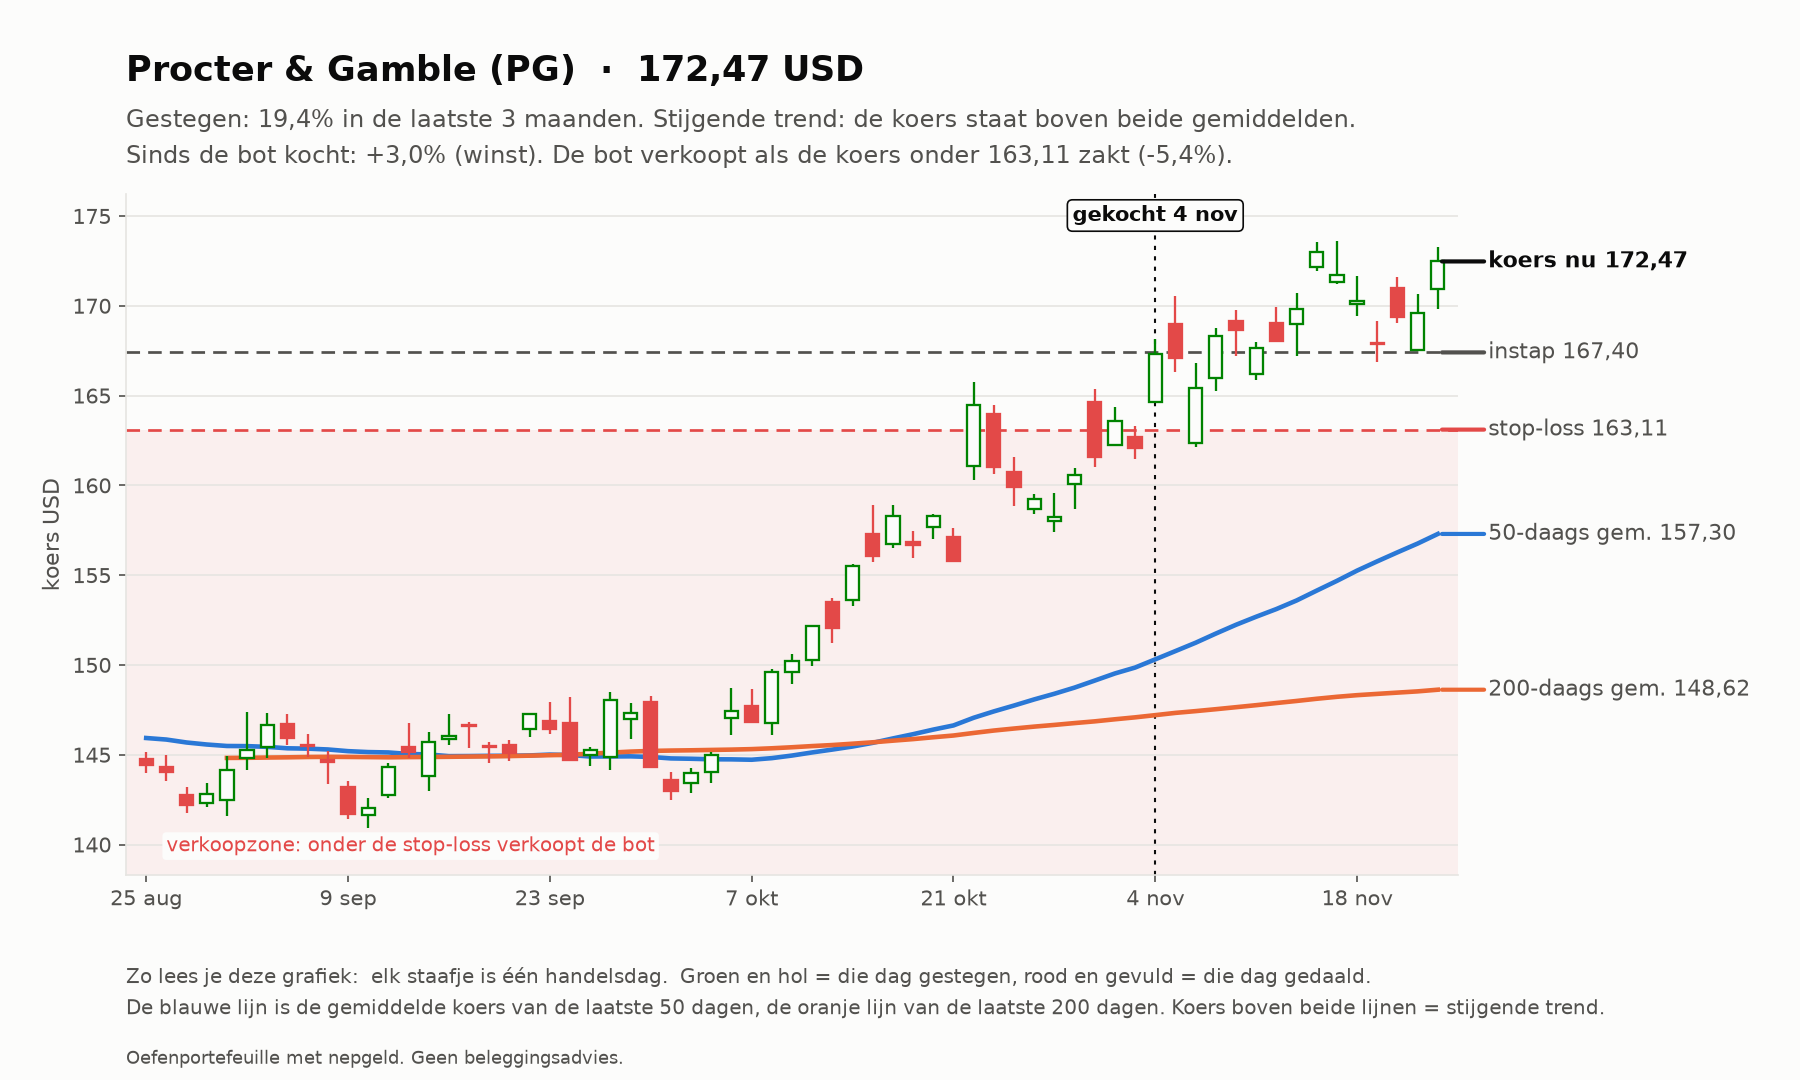 Procter & Gamble (PG)  ·  172,47 USD
Gestegen: 19,4% in de laatste 3 maanden. Stijgende trend: de koers staat boven beide gemiddelden.
Sinds de bot kocht: +3,0% (winst). De bot verkoopt als de koers onder 163,11 zakt (-5,4%).
gekocht 4 nov
koers USD
175
170
165
160
155
150
145
140
koers nu 172,47
instap 167,40
stop-loss 163,11
50-daags gem. 157,30
200-daags gem. 148,62
verkoopzone: onder de stop-loss verkoopt de bot
25 aug
9 sep
23 sep
7 okt
21 okt
4 nov
18 nov
Zo lees je deze grafiek:  elk staafje is één handelsdag.  Groen en hol = die dag gestegen, rood en gevuld = die dag gedaald.
De blauwe lijn is de gemiddelde koers van de laatste 50 dagen, de oranje lijn van de laatste 200 dagen. Koers boven beide lijnen = stijgende trend.
Oefenportefeuille met nepgeld. Geen beleggingsadvies.